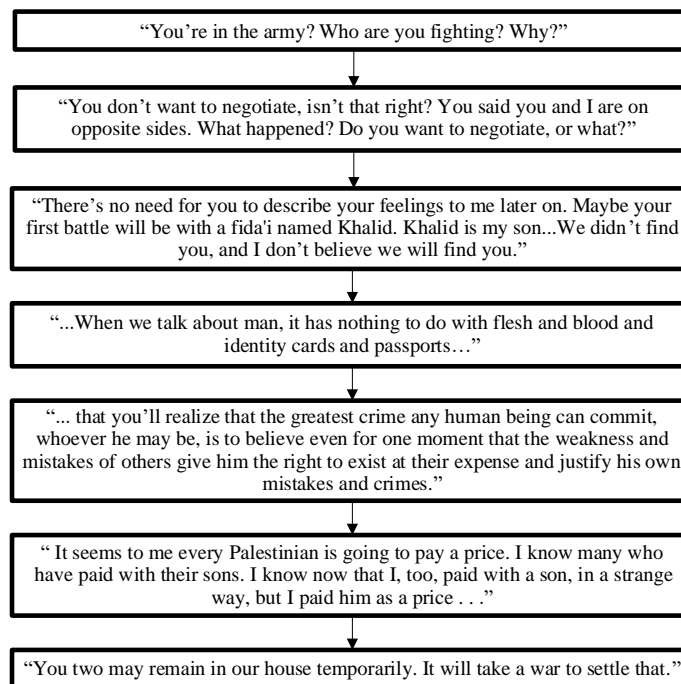 “You’re in the army? Who are you fighting? Why?”
“You don’t want to negotiate, isn’t that right? You said you and I are on
opposite sides. What happened? Do you want to negotiate, or what?”
“There’s no need for you to describe your feelings to me later on. Maybe your
first battle will be with a fida'i named Khalid. Khalid is my son...We didn’t find
you, and I don’t believe we will find you.”
“...When we talk about man, it has nothing to do with flesh and blood and
identity cards and passports…”
“... that you’ll realize that the greatest crime any human being can commit,
whoever he may be, is to believe even for one moment that the weakness and
mistakes of others give him the right to exist at their expense and justify his own
mistakes and crimes.”
“ It seems to me every Palestinian is going to pay a price. I know many who
have paid with their sons. I know now that I, too, paid with a son, in a strange
way, but I paid him as a price . . .”
“You two may remain in our house temporarily. It will take a war to settle that.”